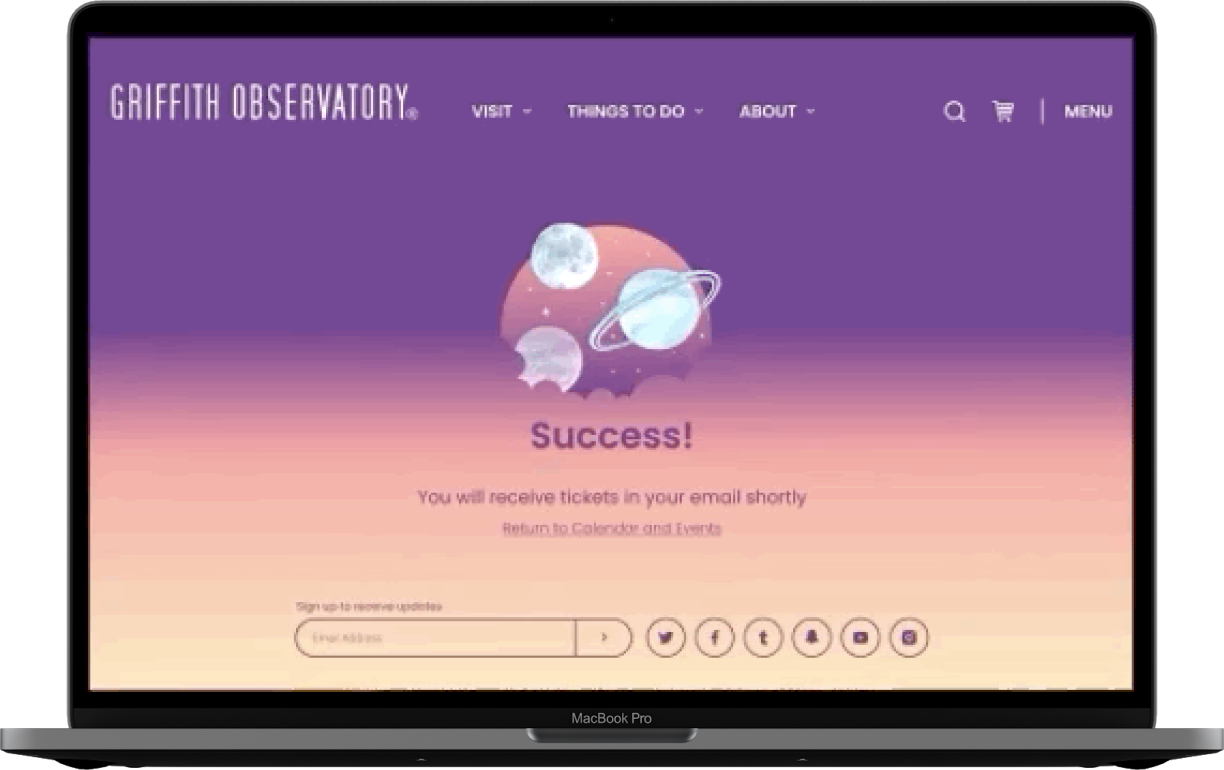 GRIFFITH OBSERVATORY®
VISIT THINGS TO DO ABOUT MENU
Success!
You will receive tickets in your email shortly
Return to Calendar and Events
Sign up to receive updates
Email Address
MacBook Pro